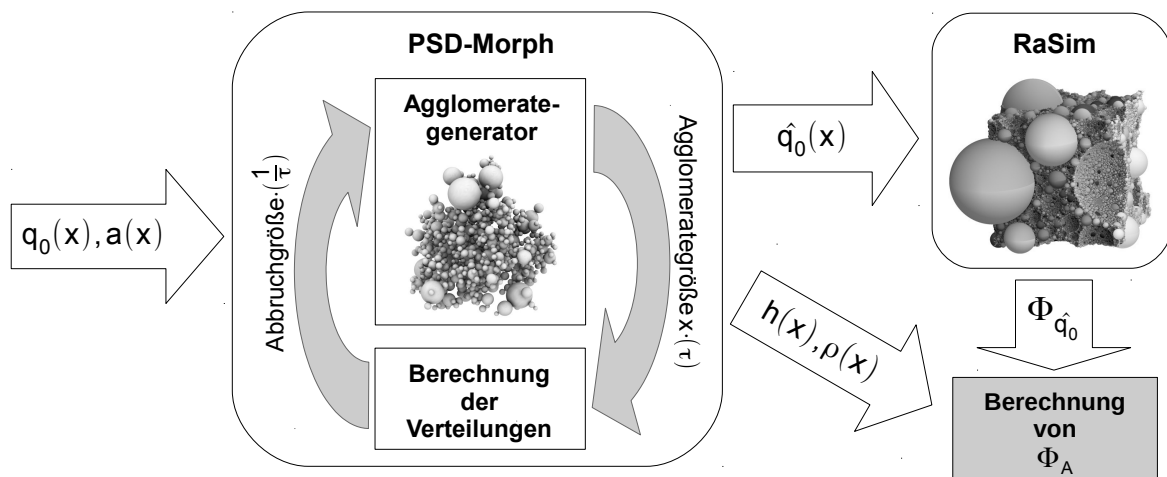 PSD-Morph
RaSim
Agglomerate-
generator
Abbruchgröße·(1/τ)
Agglomerategröße x·(τ)
q₀(x), a(x)
q̂₀(x)
h(x), ρ(x)
Φ_q̂₀
Berechnung
der
Verteilungen
Berechnung
von
Φ_A